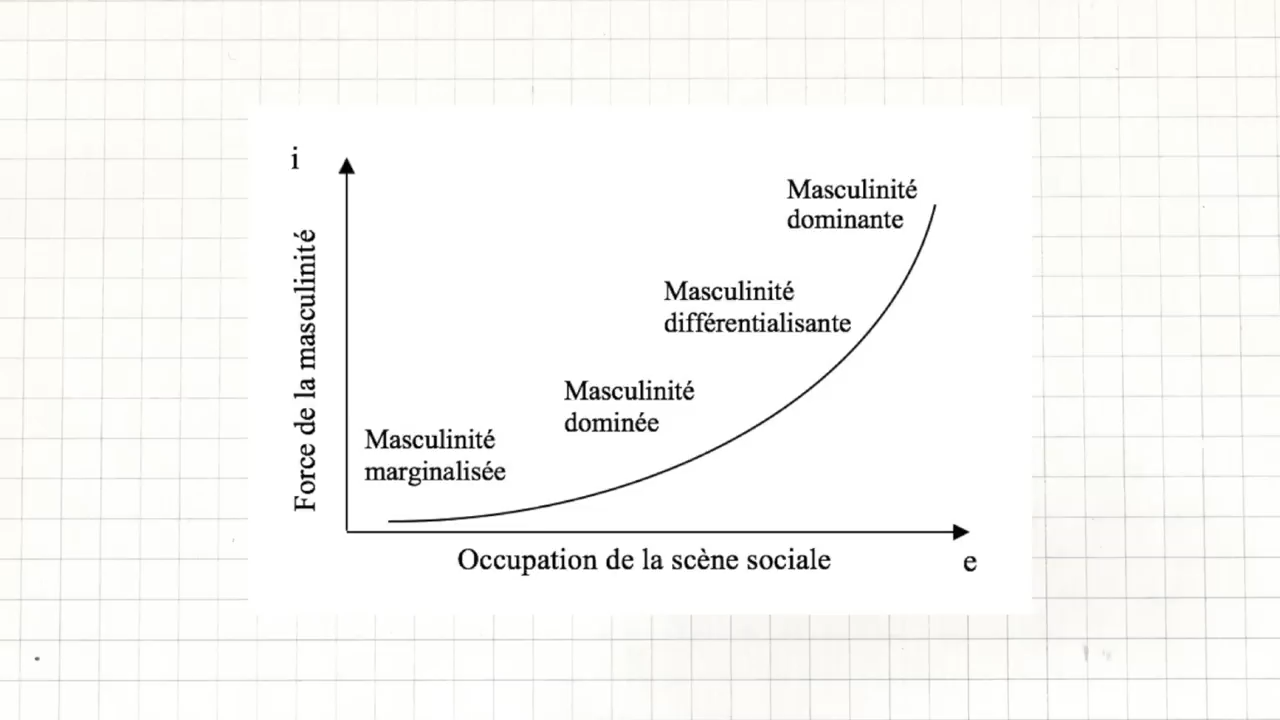 i
Force de la masculinité
Masculinité
dominante
Masculinité
différentialisante
Masculinité
dominée
Masculinité
marginalisée
Occupation de la scène sociale
e